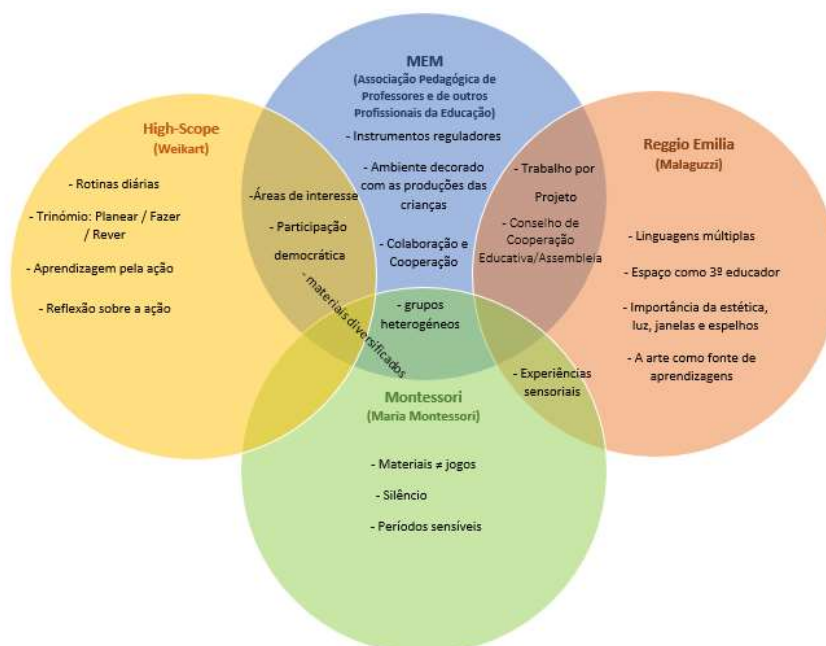 MEM
(Associação Pedagógica de
Professores e de outros
Profissionais da Educação)
- Instrumentos reguladores
- Ambiente decorado
com as produções das
crianças
- Colaboração e
Cooperação
High-Scope
(Weikart)
- Rotinas diárias
- Trinómio: Planear / Fazer
/ Rever
- Aprendizagem pela ação
- Reflexão sobre a ação
-Áreas de interesse
- Participação
democrática
- materiais diversificados
- grupos
heterogéneos
- Trabalho por
Projeto
- Conselho de
Cooperação
Educativa/Assembleia
Reggio Emilia
(Malaguzzi)
- Linguagens múltiplas
- Espaço como 3º educador
- Importância da estética,
luz, janelas e espelhos
- A arte como fonte de
aprendizagens
- Experiências
sensoriais
Montessori
(Maria Montessori)
- Materiais ≠ jogos
- Silêncio
- Períodos sensíveis